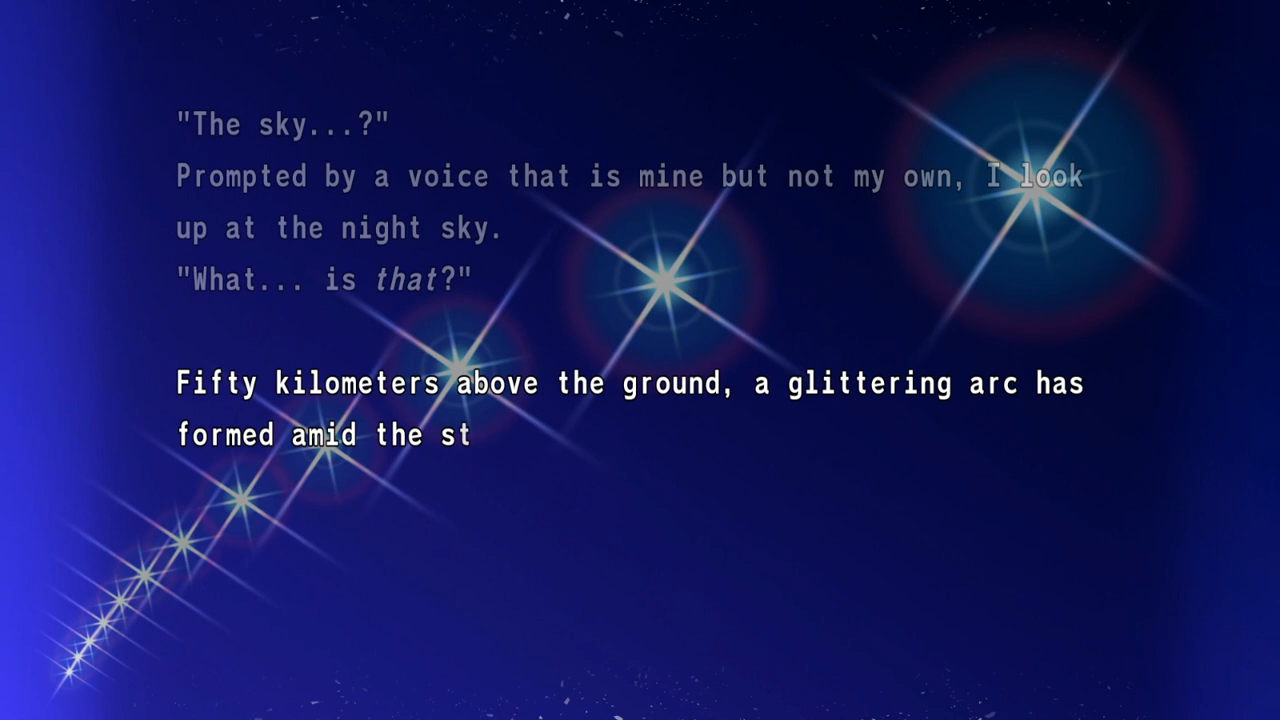 "The sky...?"
Prompted by a voice that is mine but not my own, I look
up at the night sky.
"What... is that?"
Fifty kilometers above the ground, a glittering arc has
formed amid the st